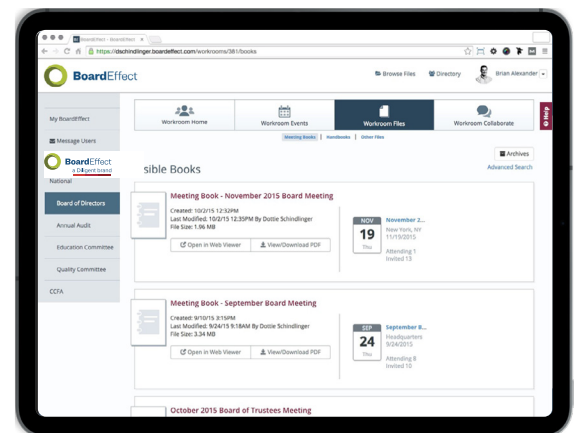 Board Effect - BoardEffect
https://dschindlinger.boardeffect.com/workrooms/381/books
BoardEffect
Browse Files
Directory
Brian Alexander
My BoardEffect
Message Users
BoardEffect
a Diligent brand
National
Board of Directors
Annual Audit
Education Committee
Quality Committee
CCFA
Workroom Home
Workroom Events
Workroom Files
Workroom Collaborate
Help
Meeting Books | Handbooks | Other Files
Archives
Advanced Search
sible Books
Meeting Book - November 2015 Board Meeting
Created: 10/2/15 12:32PM
Last Modified: 10/2/15 12:35PM By Dottie Schindlinger
File Size: 1.96 MB
Open in Web Viewer
View/Download PDF
NOV
19
Thu
November 2...
New York, NY
11/19/2015
Attending 1
Invited 13
Meeting Book - September Board Meeting
Created: 9/10/15 3:15PM
Last Modified: 9/24/15 9:18AM By Dottie Schindlinger
File Size: 3.34 MB
Open in Web Viewer
View/Download PDF
SEP
24
Thu
September B...
Headquarters
9/24/2015
Attending 8
Invited 10
October 2015 Board of Trustees Meeting